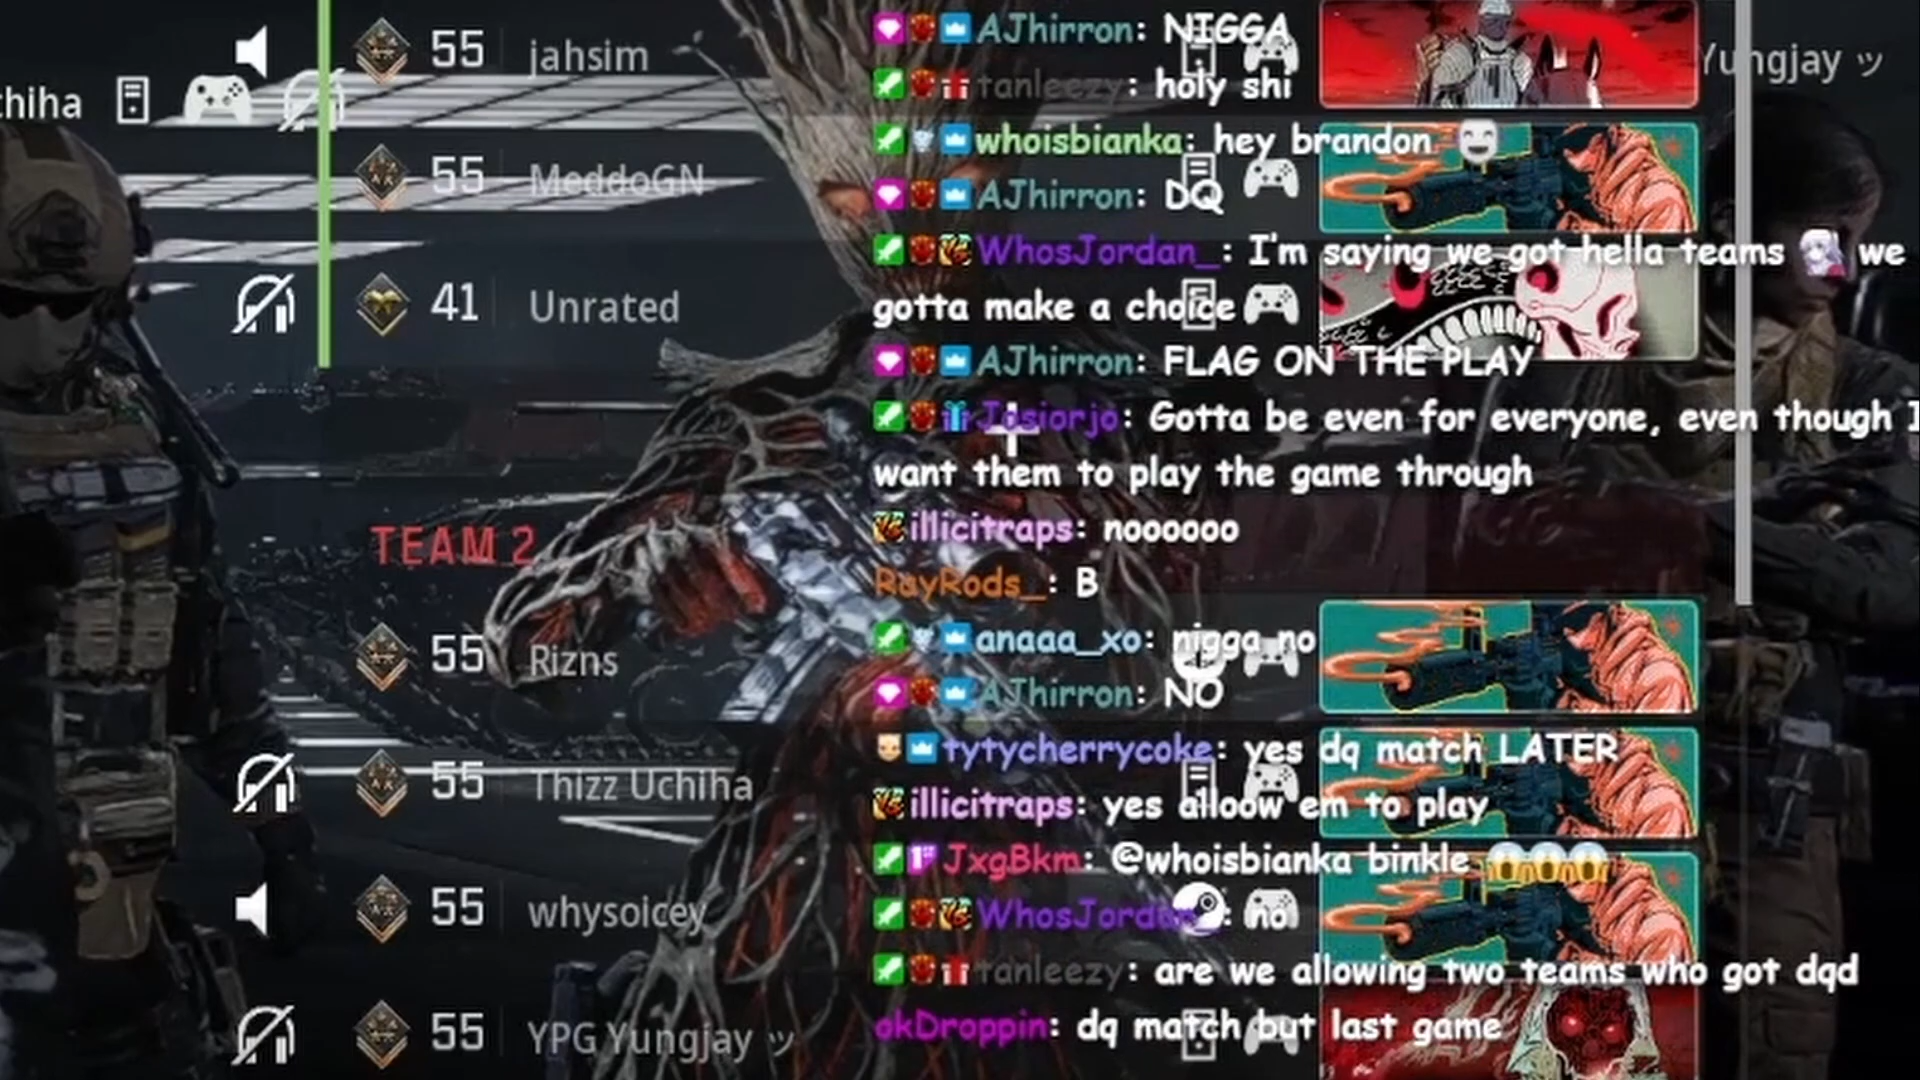 55 jahsim
chiha
55 MeddoGN
41 Unrated
TEAM 2
55 Rizns
55 Thizz Uchiha
55 whysoicey
55 YPG Yungjay ッ
AJhirron: NIGGA
tanleezy: holy shi
whoisbianka: hey brandon
AJhirron: DQ
WhosJordan_: I'm saying we got hella teams we
gotta make a choice
AJhirron: FLAG ON THE PLAY
Josiorjo: Gotta be even for everyone, even though I
want them to play the game through
illicitraps: noooooo
RayRods_: B
anaaa_xo: nigga no
AJhirron: NO
tytycherrycoke: yes dq match LATER
illicitraps: yes alloow em to play
JxgBkm: @whoisbianka binkle 😱😱😱
WhosJordan_: no
tanleezy: are we allowing two teams who got dqd
okDroppin: dq match but last game
Yungjay ッ